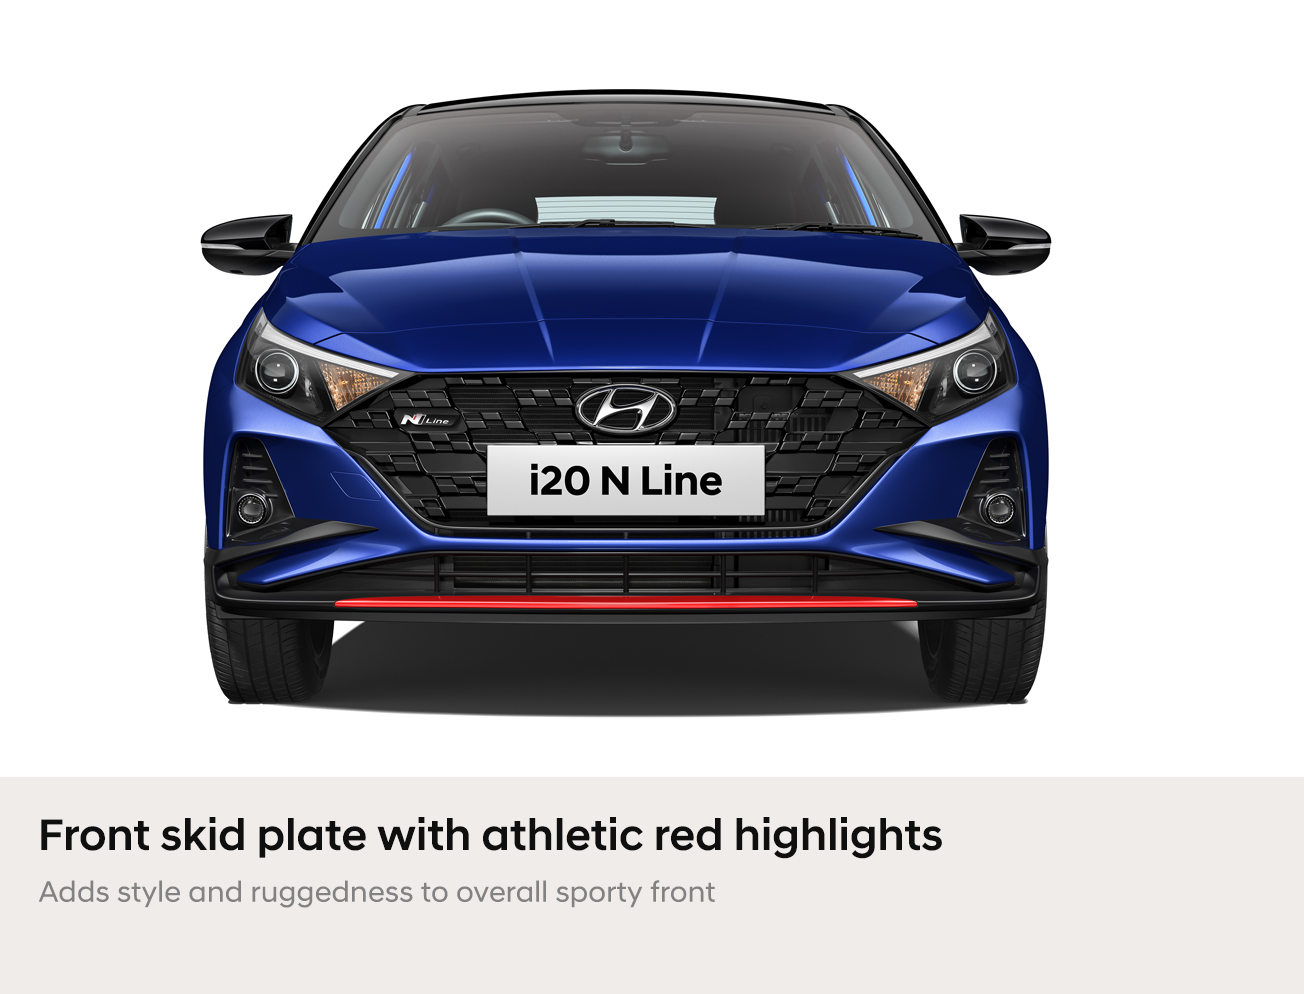 N Line
i20 N Line
Front skid plate with athletic red highlights
Adds style and ruggedness to overall sporty front